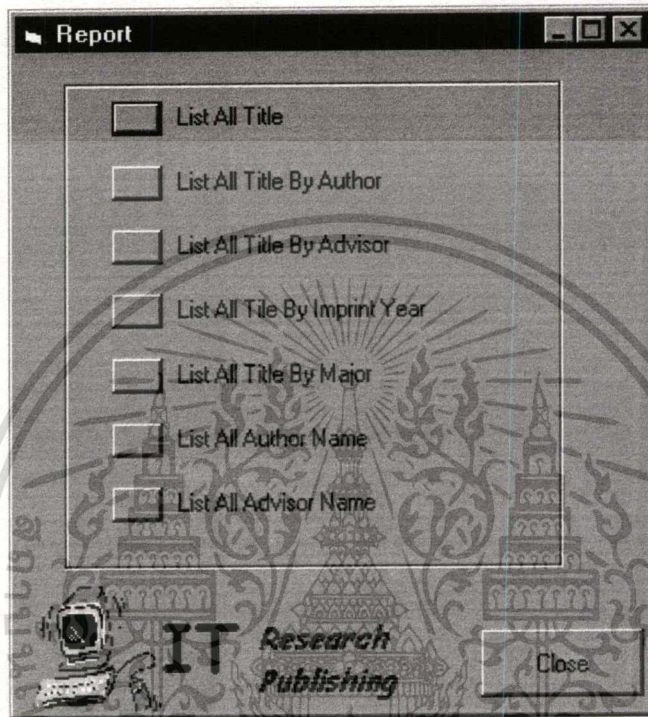 Report
List All Title
List All Title By Author
List All Title By Advisor
List All Tile By Imprint Year
List All Title By Major
List All Author Name
List All Advisor Name
IT Research
Publishing
Close